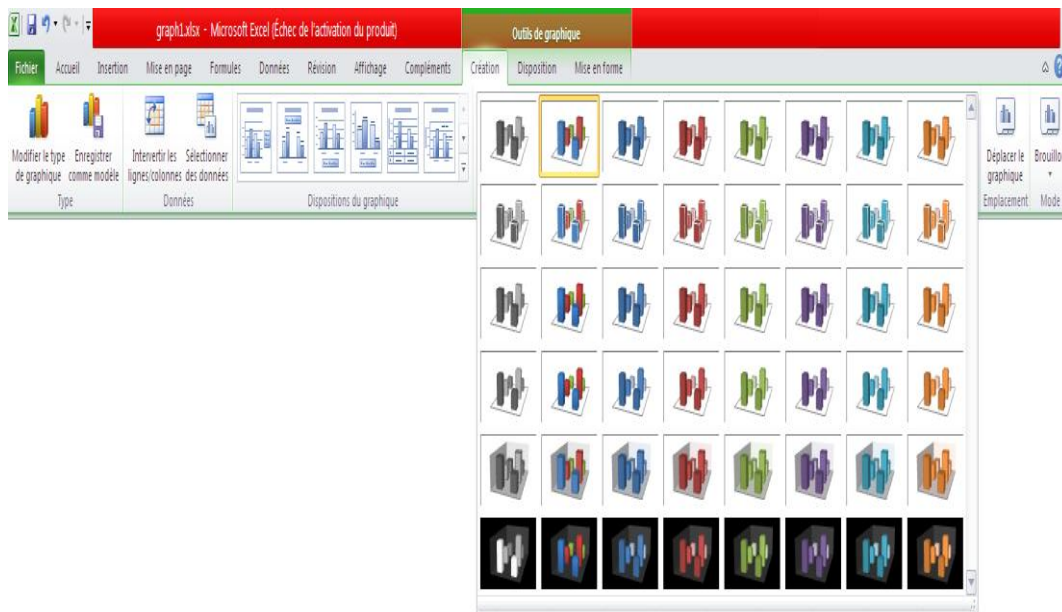 graph1.xlsx - Microsoft Excel (Échec de l'activation du produit)
Outils de graphique
Fichier Accueil Insertion Mise en page Formules Données Révision Affichage Compléments Création Disposition Mise en forme
Modifier le type de graphique
Enregistrer comme modèle
Intervertir les lignes/colonnes
Sélectionner des données
Déplacer le graphique
Brouillo
Type
Données
Dispositions du graphique
Emplacement
Mode